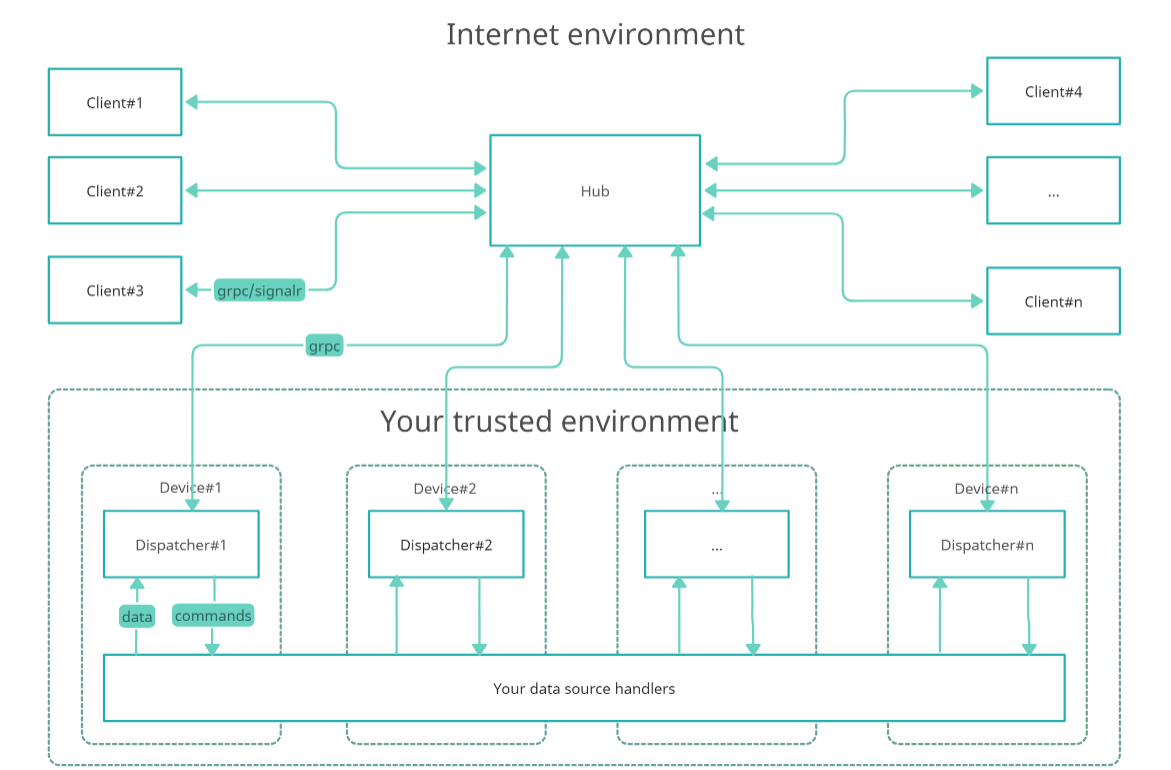 Internet environment
Client#1
Client#4
Client#2
Hub
...
Client#3
grpc/signalr
Client#n
grpc
Your trusted environment
Device#1
Device#2
...
Device#n
Dispatcher#1
Dispatcher#2
...
Dispatcher#n
data
commands
Your data source handlers